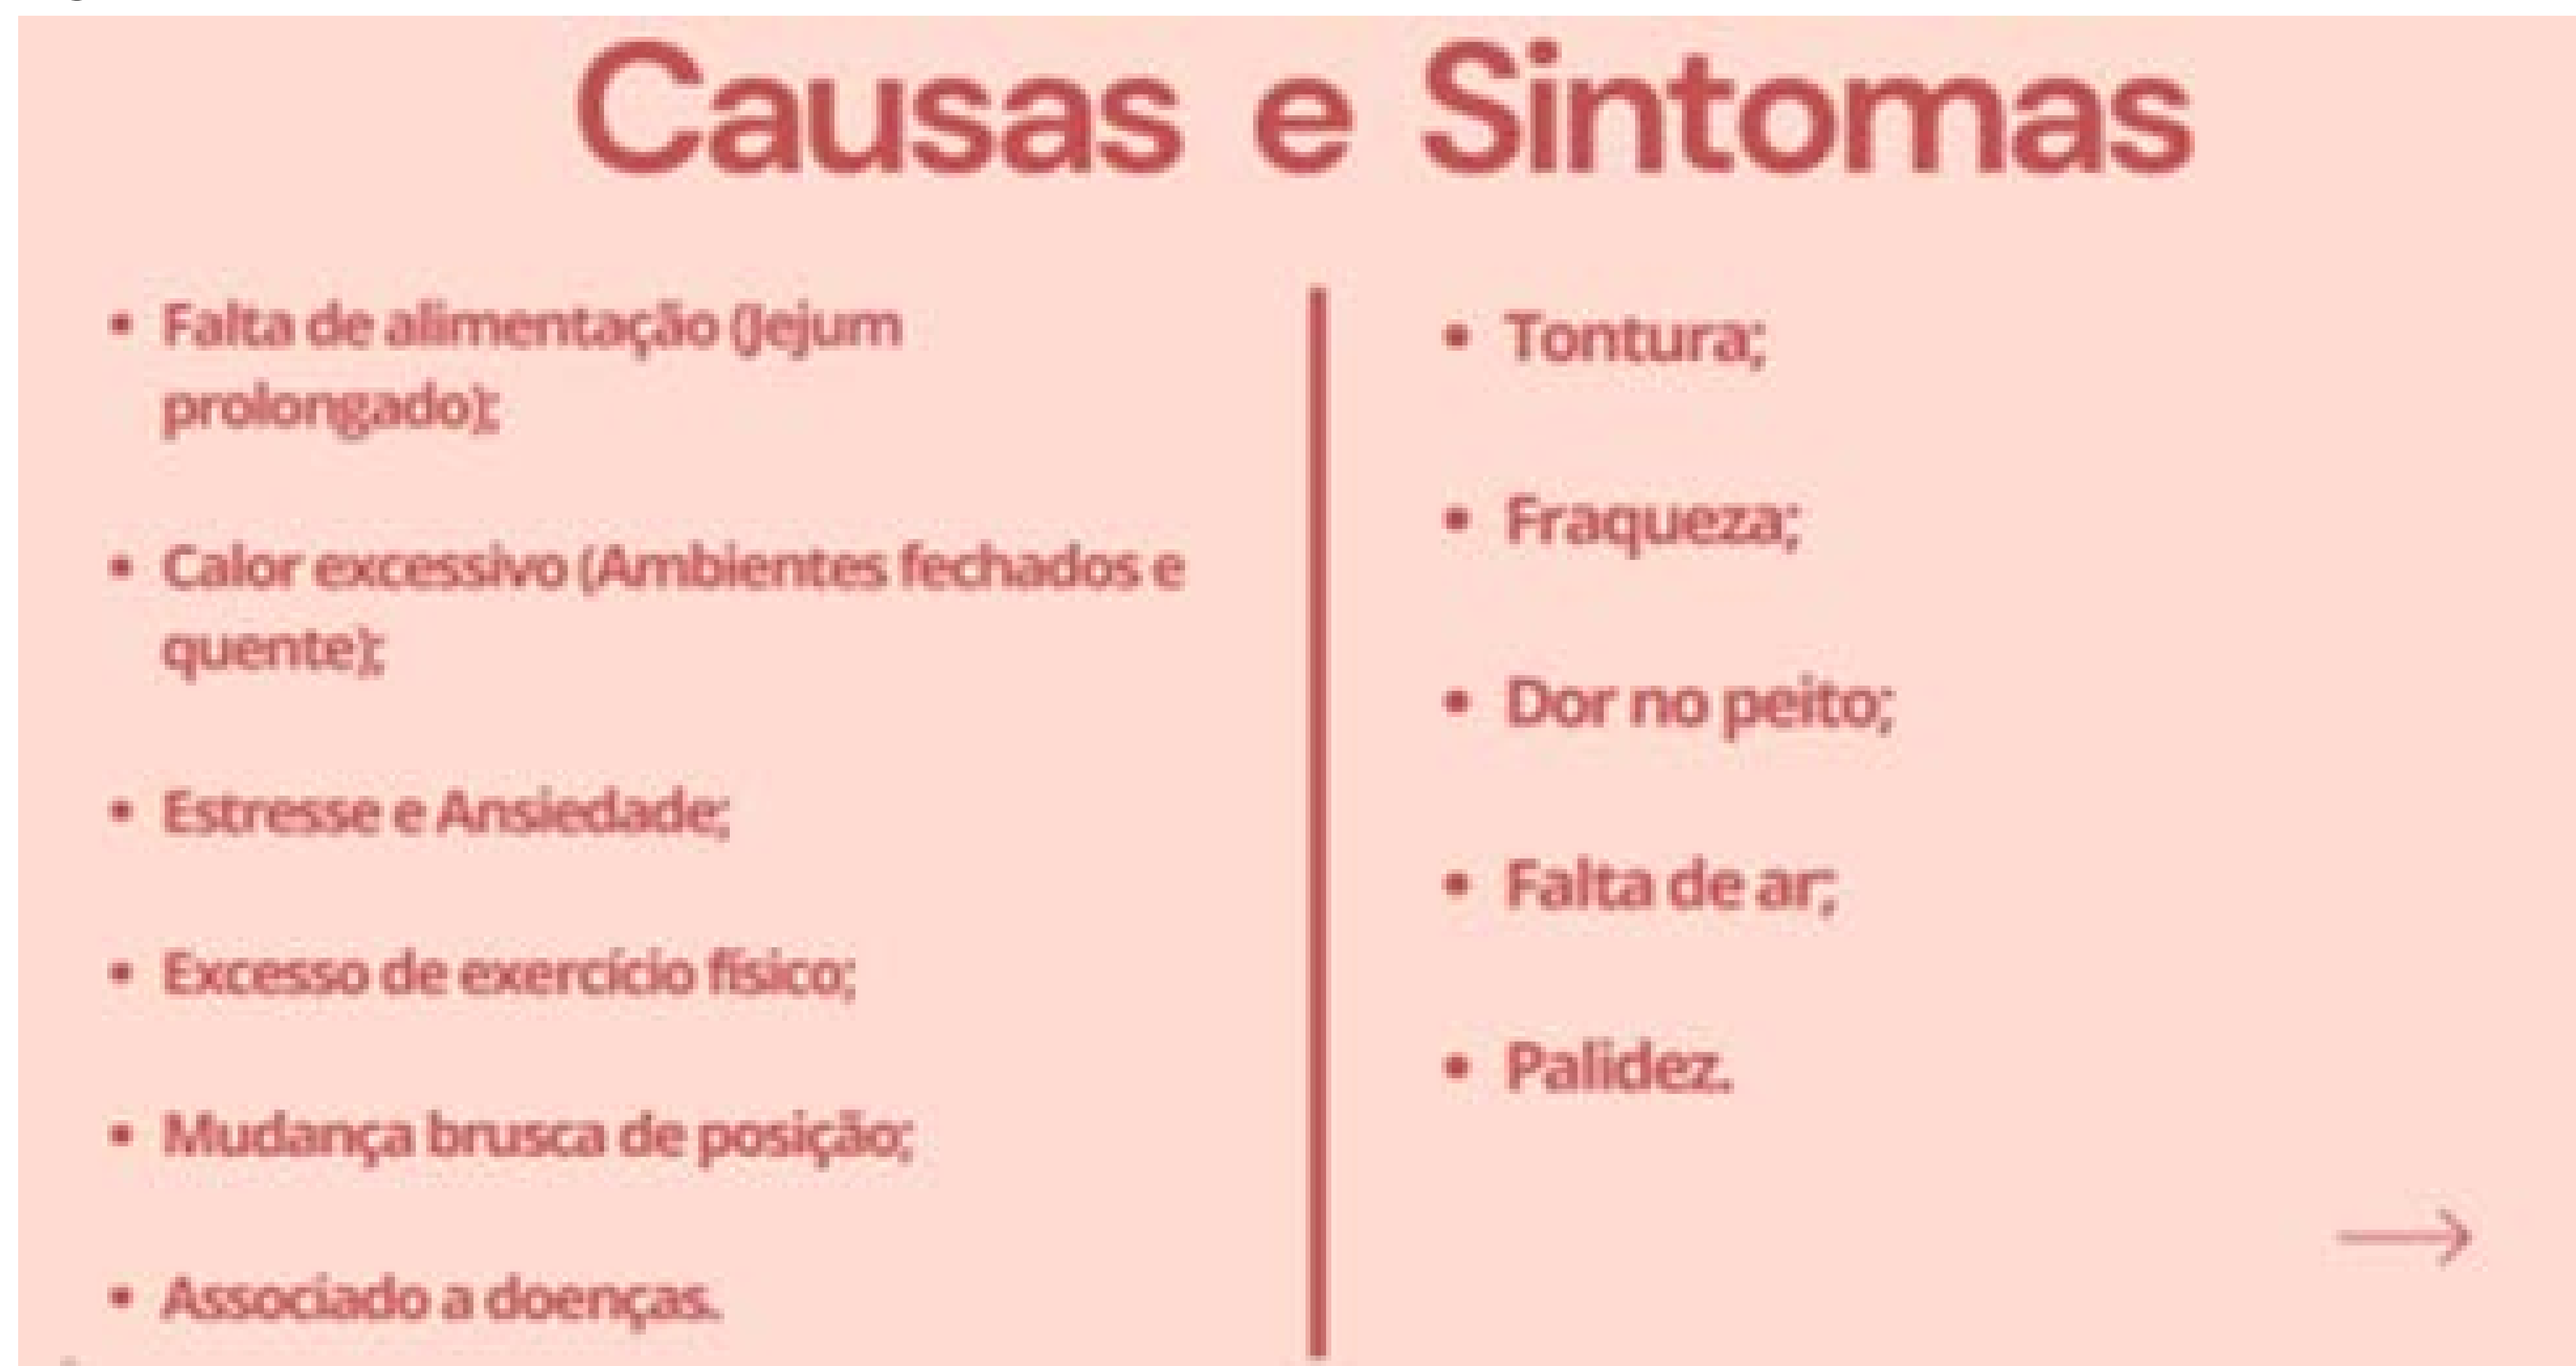 Causas e Sintomas
• Falta de alimentação (Jejum
prolongado);
• Calor excessivo (Ambientes fechados e
quente);
• Estresse e Ansiedade;
• Excesso de exercício físico;
• Mudança brusca de posição;
• Associado a doenças.
• Tontura;
• Fraqueza;
• Dor no peito;
• Falta de ar;
• Palidez.